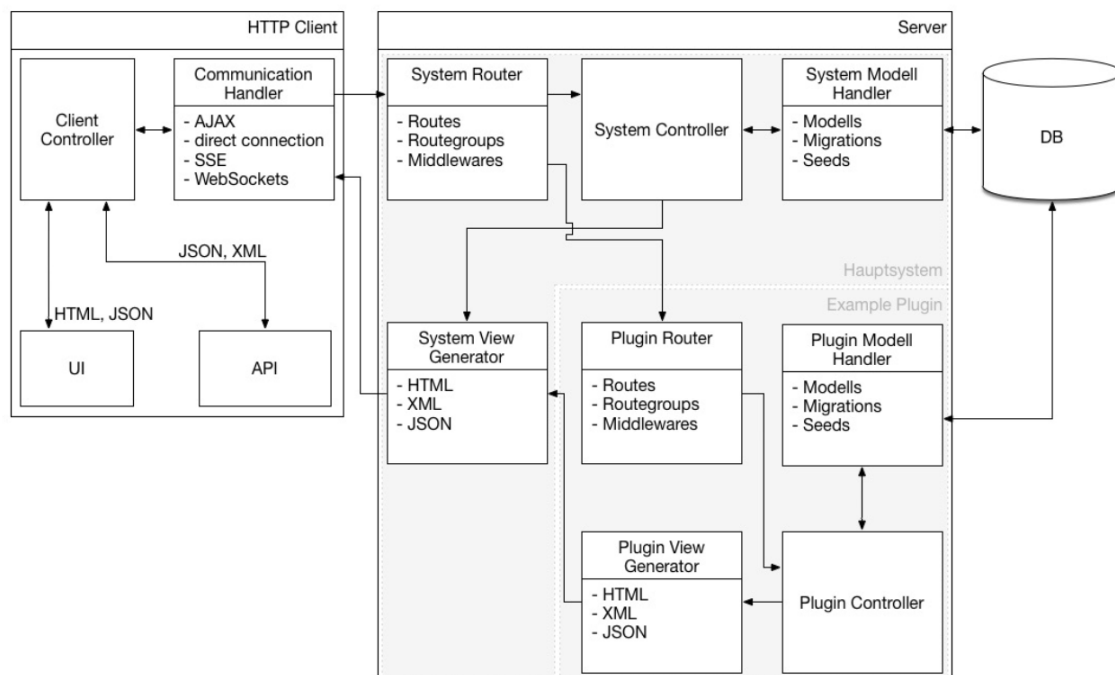 HTTP Client
Server
Client
Controller
Communication
Handler
- AJAX
- direct connection
- SSE
- WebSockets
System Router
- Routes
- Routegroups
- Middlewares
System Controller
System Modell
Handler
- Modells
- Migrations
- Seeds
DB
JSON, XML
HTML, JSON
UI
API
Hauptsystem
Example Plugin
System View
Generator
- HTML
- XML
- JSON
Plugin Router
- Routes
- Routegroups
- Middlewares
Plugin Modell
Handler
- Modells
- Migrations
- Seeds
Plugin View
Generator
- HTML
- XML
- JSON
Plugin Controller